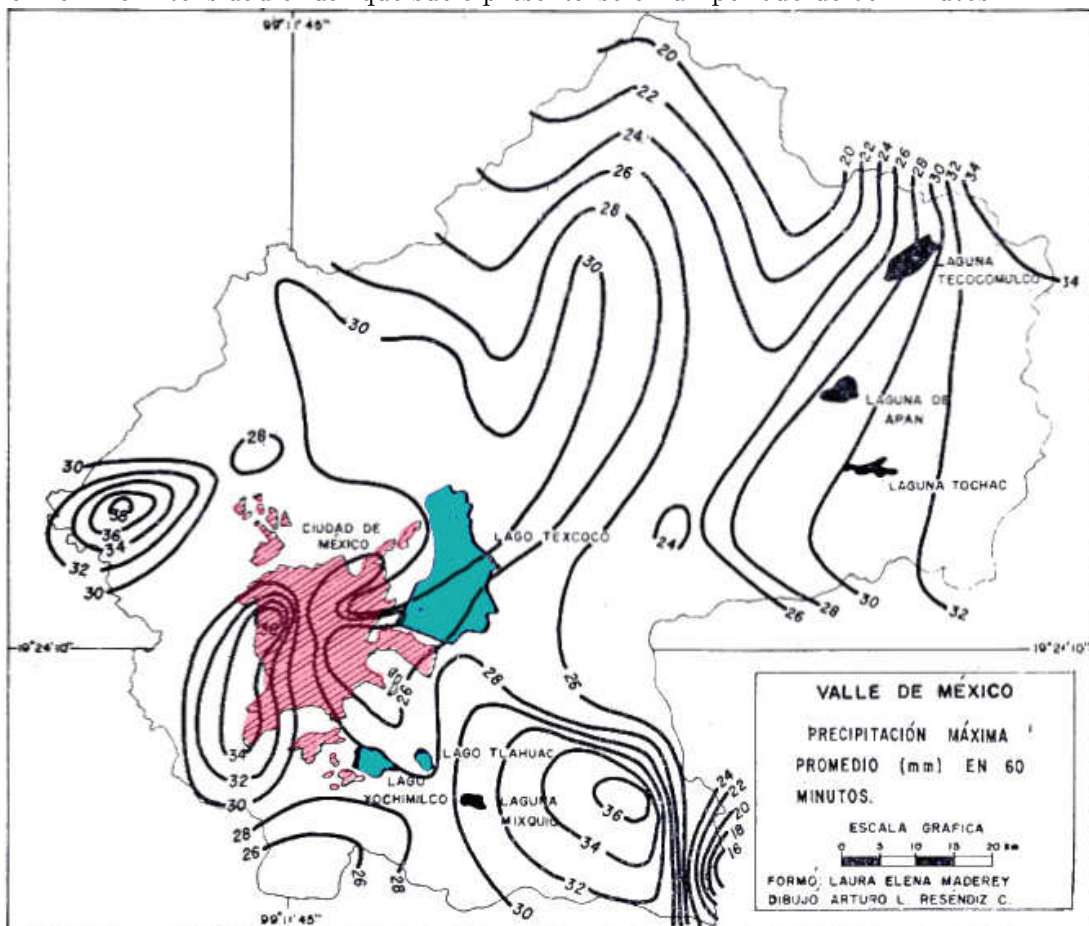 99°11'45"
20
22
24
26
28
30
20
22
24
26
28
30
32
34
34
LAGUNA
TECOCOMULCO
30
28
30
38
36
34
32
30
LAGUNA DE
APAN
LAGUNA TOCHAC
CIUDAD DE
MÉXICO
LAGO TEXCOCO
24
26
28
30
32
19°24'10"
19°24'10"
26
28
26
34
32
30
LAGO TLAHUAC
LAGO
XOCHIMILCO
LAGUNA
MIXQUIC
36
34
32
30
28
26
26
28
24
22
20
18
16
VALLE DE MÉXICO
PRECIPITACIÓN MÁXIMA
PROMEDIO (mm) EN 60
MINUTOS.
ESCALA GRAFICA
0 5 10 15 20 km
FORMÓ: LAURA ELENA MADEREY
DIBUJÓ ARTURO L. RESÉNDIZ C.
99°11'45"